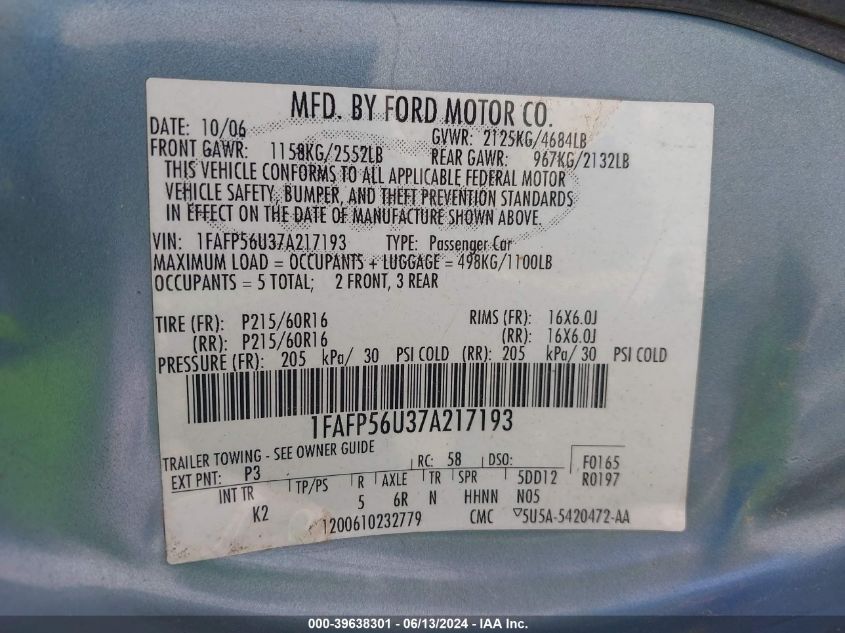 MFD. BY FORD MOTOR CO.
DATE: 10/06 GVWR: 2125KG/4684LB
FRONT GAWR: 1158KG/2552LB REAR GAWR: 967KG/2132LB
THIS VEHICLE CONFORMS TO ALL APPLICABLE FEDERAL MOTOR
VEHICLE SAFETY, BUMPER, AND THEFT PREVENTION STANDARDS
IN EFFECT ON THE DATE OF MANUFACTURE SHOWN ABOVE.
VIN: 1FAFP56U37A217193 TYPE: Passenger Car
MAXIMUM LOAD = OCCUPANTS + LUGGAGE = 498KG/1100LB
OCCUPANTS = 5 TOTAL; 2 FRONT, 3 REAR
TIRE (FR): P215/60R16 RIMS (FR): 16X6.0J
(RR): P215/60R16 (RR): 16X6.0J
PRESSURE (FR): 205 kPa/ 30 PSI COLD (RR): 205 kPa/ 30 PSI COLD
1FAFP56U37A217193
TRAILER TOWING - SEE OWNER GUIDE
EXT PNT: P3 RC: 58 DSO: F0165
R0197
INT TR TP/PS R AXLE TR SPR 5DD12
K2 5 6R N HHNN N05
1200610232779 CMC 5U5A-5420472-AA
000-39638301 - 06/13/2024 - IAA Inc.